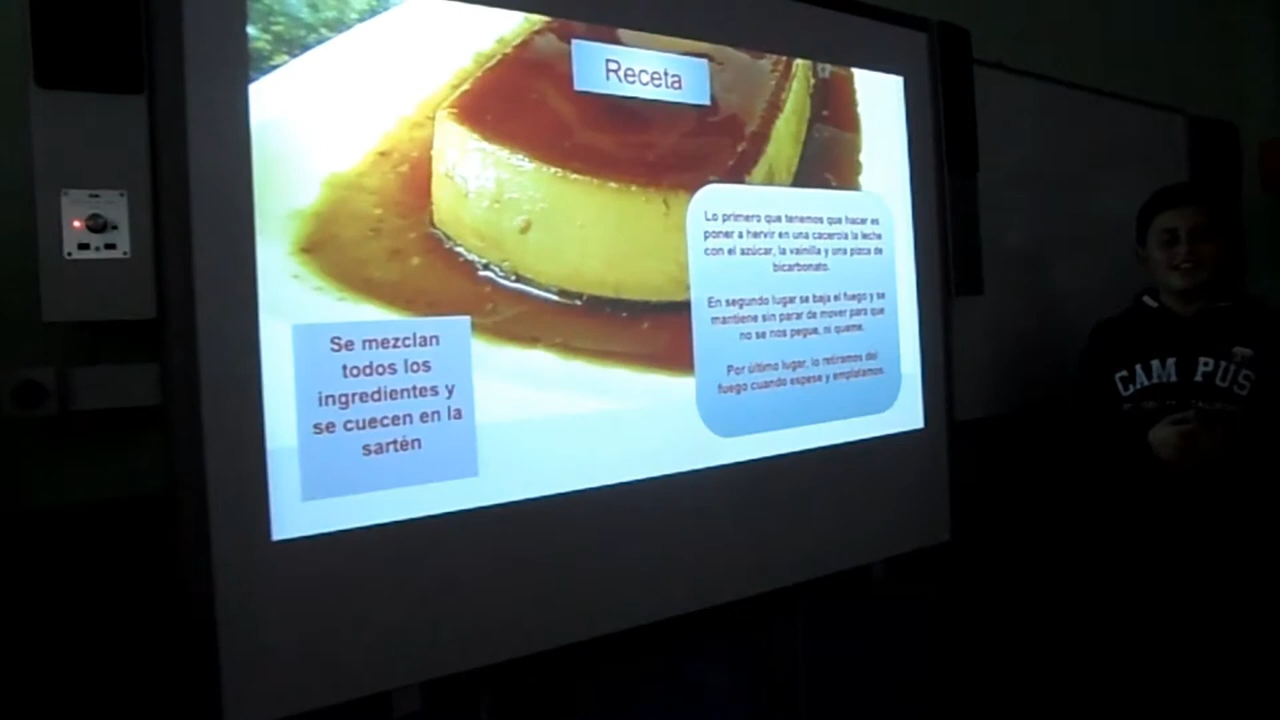 Receta
Lo primero que tenemos que hacer es
poner a hervir en una cacerola la leche
con el azúcar, la vainilla y una pizca de
bicarbonato.
En segundo lugar se baja el fuego y se
mantiene sin parar de mover para que
no se nos pegue, ni queme.
Por último lugar, lo retiramos del
fuego cuando espese y emplatamos.
Se mezclan
todos los
ingredientes y
se cuecen en la
sartén
CAM PUS